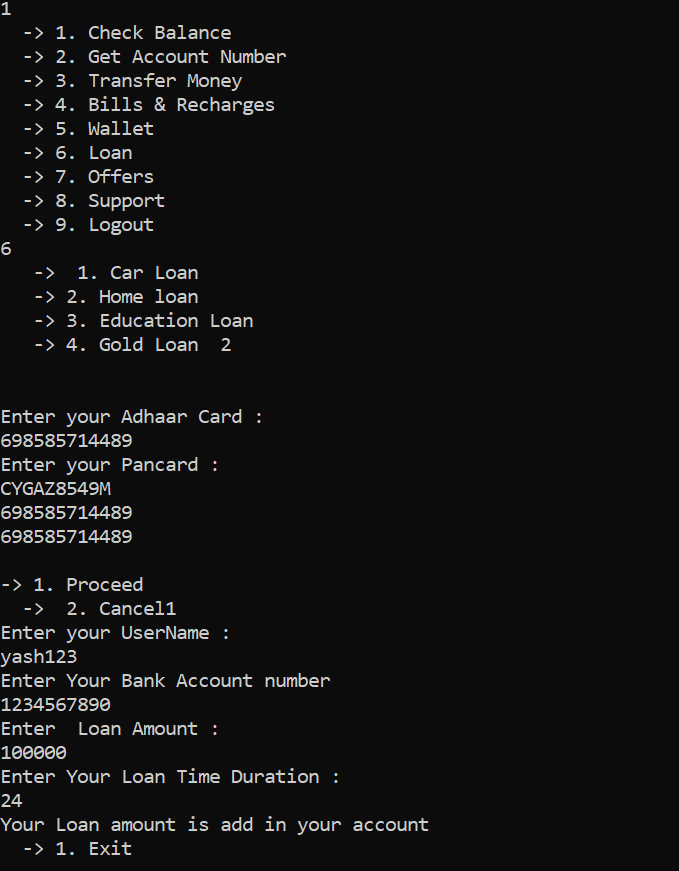 1
-> 1. Check Balance
-> 2. Get Account Number
-> 3. Transfer Money
-> 4. Bills & Recharges
-> 5. Wallet
-> 6. Loan
-> 7. Offers
-> 8. Support
-> 9. Logout
6
->  1. Car Loan
-> 2. Home loan
-> 3. Education Loan
-> 4. Gold Loan  2
Enter your Adhaar Card :
698585714489
Enter your Pancard :
CYGAZ8549M
698585714489
698585714489
-> 1. Proceed
->  2. Cancel1
Enter your UserName :
yash123
Enter Your Bank Account number
1234567890
Enter  Loan Amount :
100000
Enter Your Loan Time Duration :
24
Your Loan amount is add in your account
-> 1. Exit